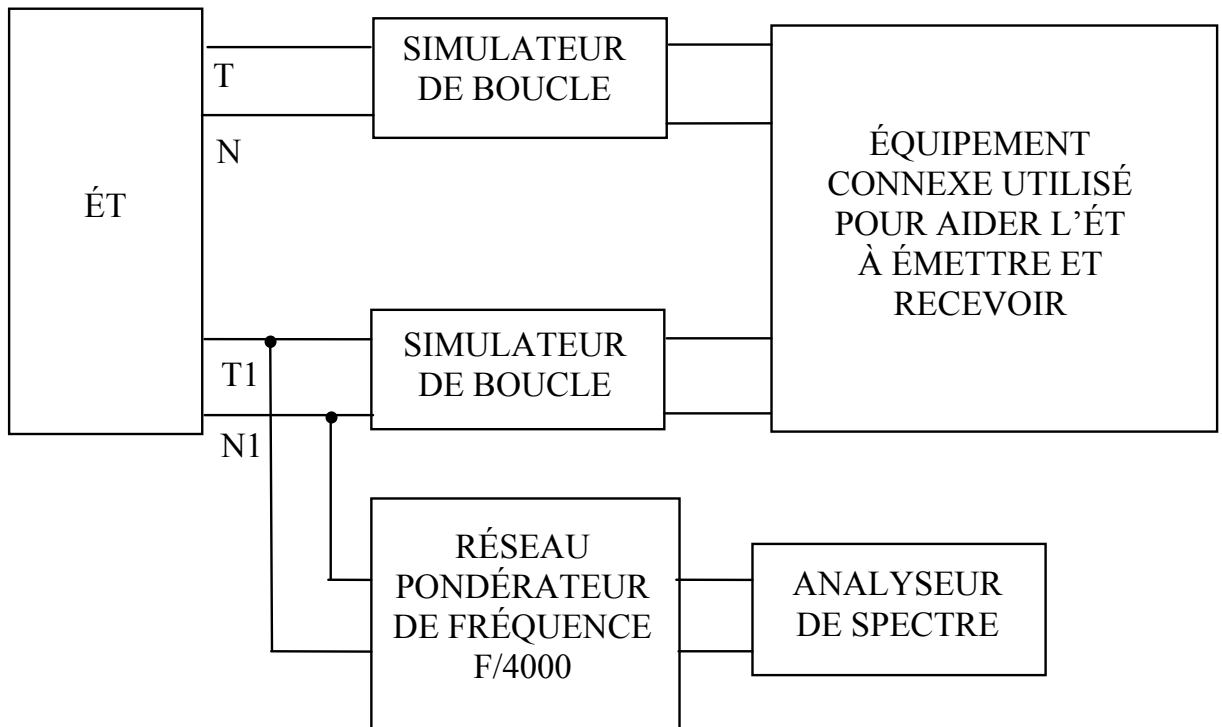 ÉT
T
N
SIMULATEUR
DE BOUCLE
ÉQUIPEMENT
CONNEXE UTILISÉ
POUR AIDER L’ÉT
À ÉMETTRE ET
RECEVOIR
T1
N1
SIMULATEUR
DE BOUCLE
RÉSEAU
PONDÉRATEUR
DE FRÉQUENCE
F/4000
ANALYSEUR
DE SPECTRE